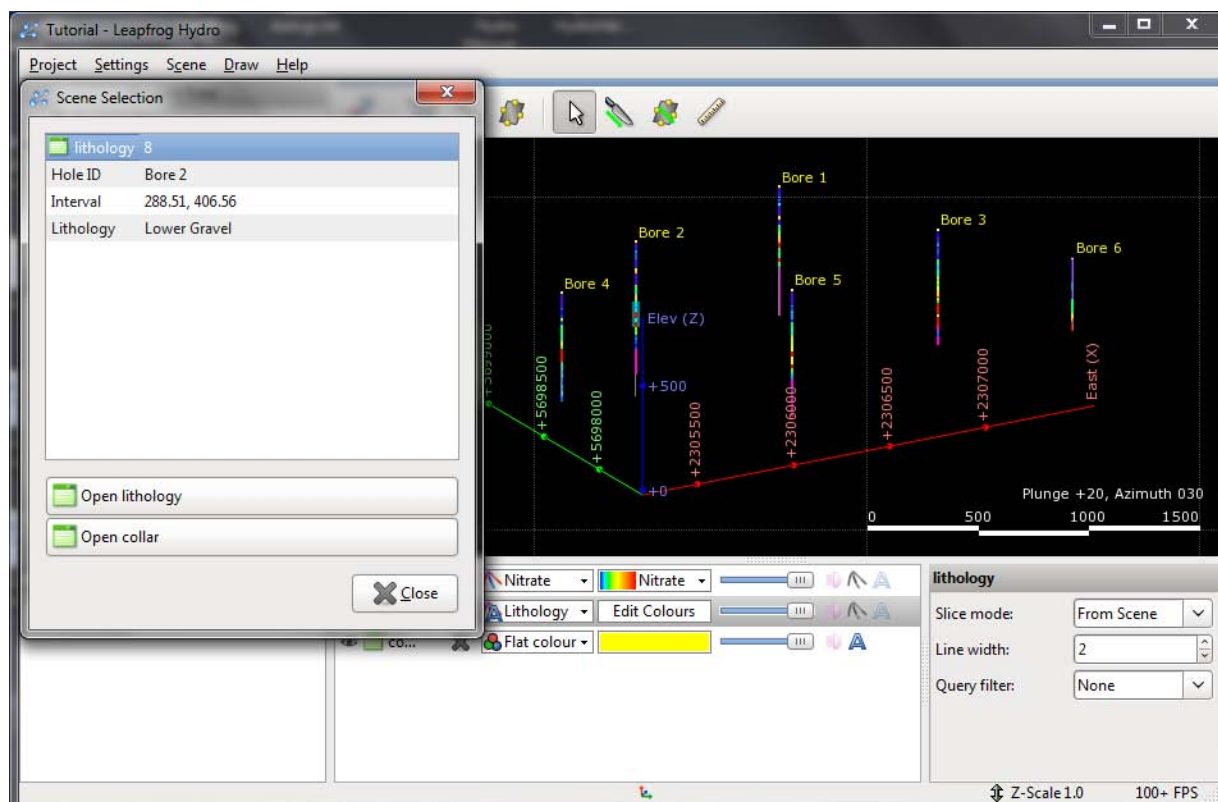 Tutorial - Leapfrog Hydro
Project Settings Scene Draw Help
Scene Selection
lithology 8
Hole ID Bore 2
Interval 288.51, 406.56
Lithology Lower Gravel
Open lithology
Open collar
Close
Bore 1
Bore 2
Bore 3
Bore 6
Bore 4
Bore 5
Elev (Z)
+500
+0
+5699000
+5698500
+5698000
+2305500
+2306000
+2306500
+2307000
East (X)
Plunge +20, Azimuth 030
0 500 1000 1500
Nitrate Nitrate
Lithology Edit Colours
co... Flat colour
lithology
Slice mode: From Scene
Line width: 2
Query filter: None
Z-Scale 1.0 100+ FPS